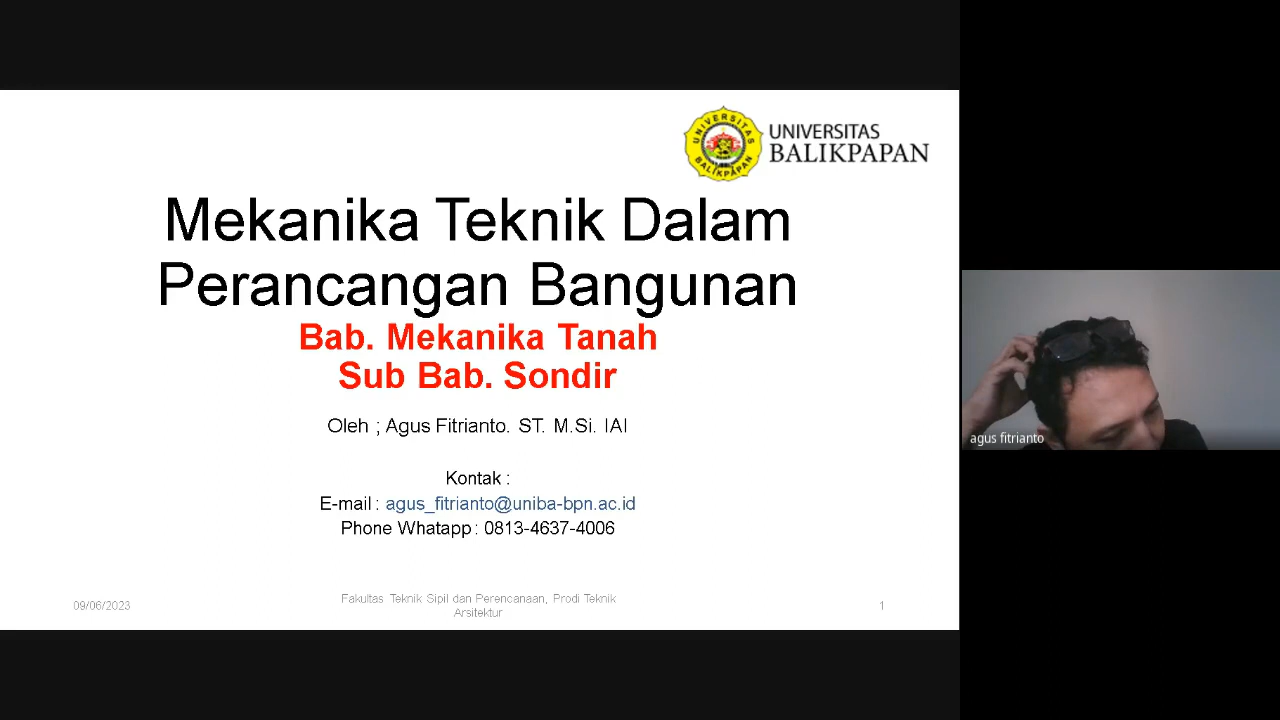 UNIVERSITAS BALIKPAPAN
UNIVERSITAS
BALIKPAPAN
Mekanika Teknik Dalam
Perancangan Bangunan
Bab. Mekanika Tanah
Sub Bab. Sondir
Oleh ; Agus Fitrianto. ST. M.Si. IAI
Kontak :
E-mail : agus_fitrianto@uniba-bpn.ac.id
Phone Whatapp : 0813-4637-4006
09/06/2023
Fakultas Teknik Sipil dan Perencanaan, Prodi Teknik
Arsitektur
1
agus fitrianto